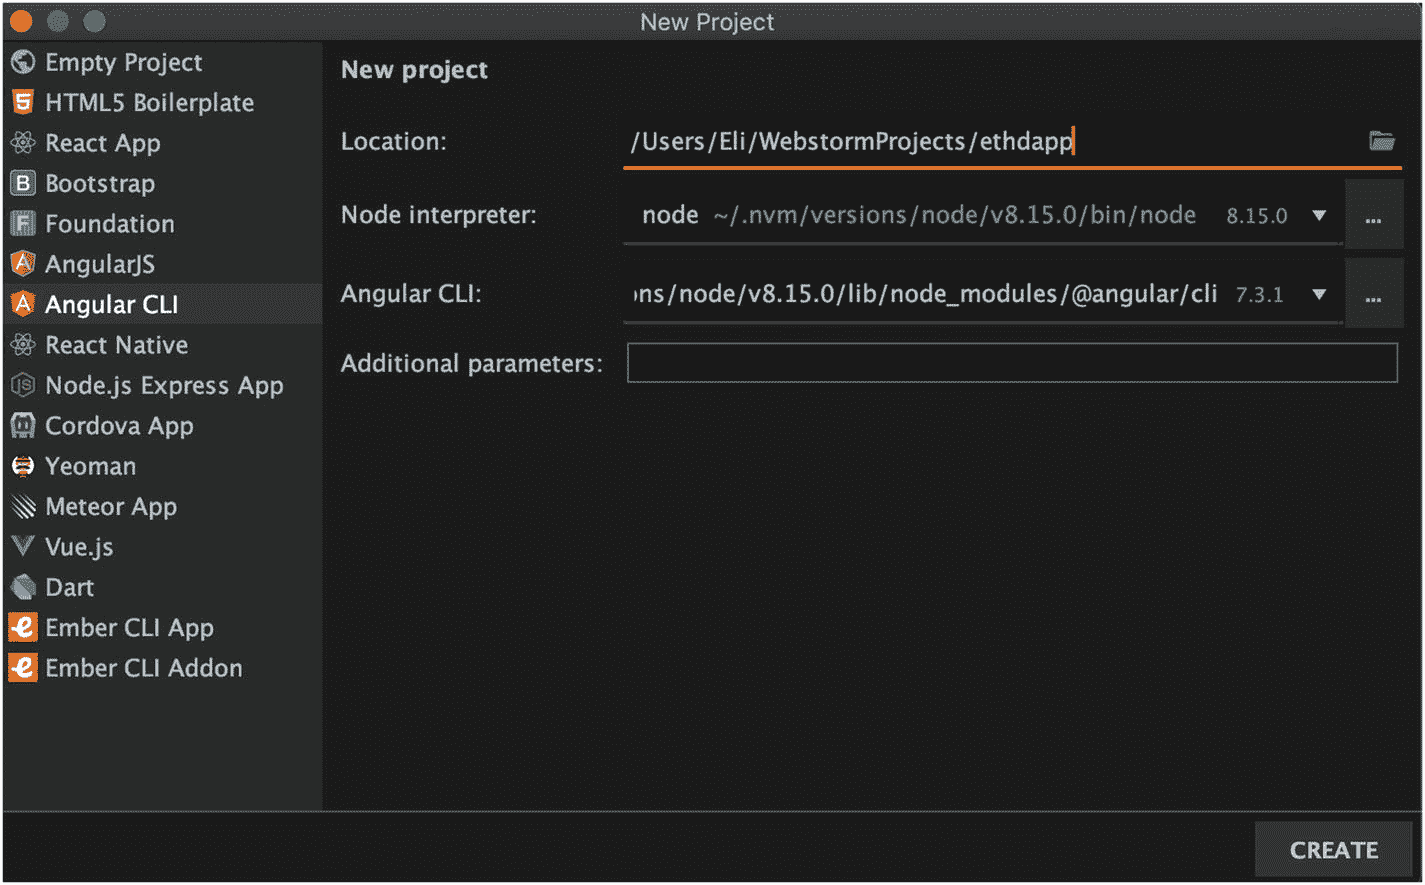 New Project
Empty Project
HTML5 Boilerplate
React App
Bootstrap
Foundation
AngularJS
Angular CLI
React Native
Node.js Express App
Cordova App
Yeoman
Meteor App
Vue.js
Dart
Ember CLI App
Ember CLI Addon
New project
Location: /Users/Eli/WebstormProjects/ethdapp
Node interpreter: node ~/.nvm/versions/node/v8.15.0/bin/node 8.15.0 ...
Angular CLI: ons/node/v8.15.0/lib/node_modules/@angular/cli 7.3.1 ...
Additional parameters:
CREATE